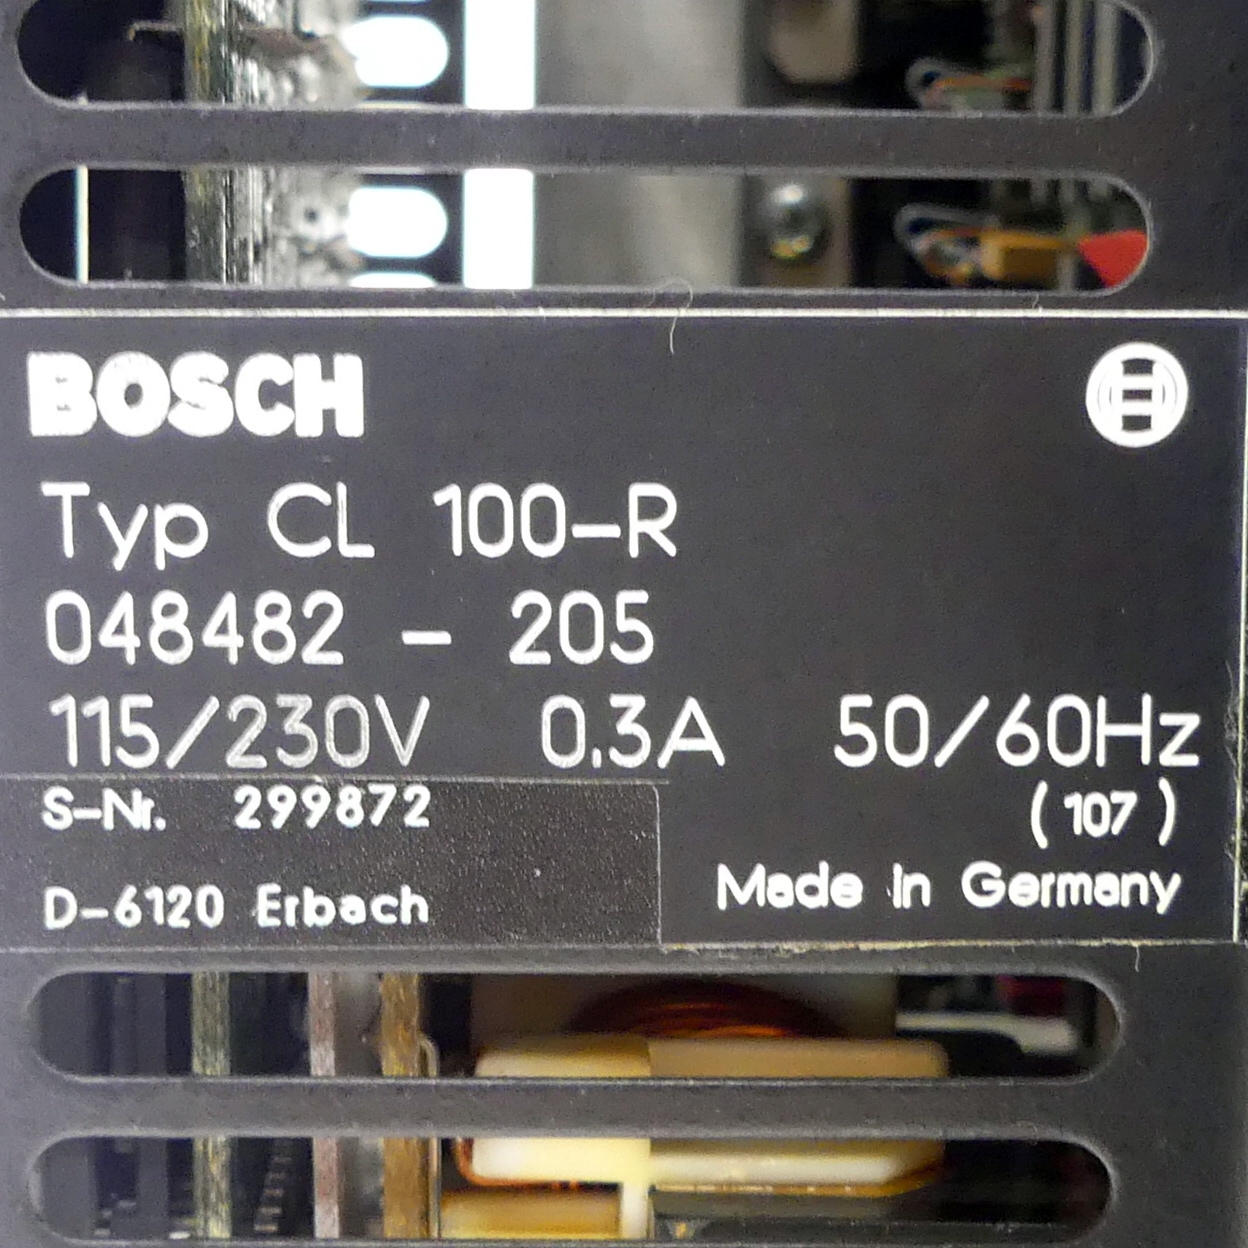 BOSCH
Typ CL 100-R
048482 - 205
115/230V 0.3A 50/60Hz
S-Nr. 299872 (107)
D-6120 Erbach Made in Germany